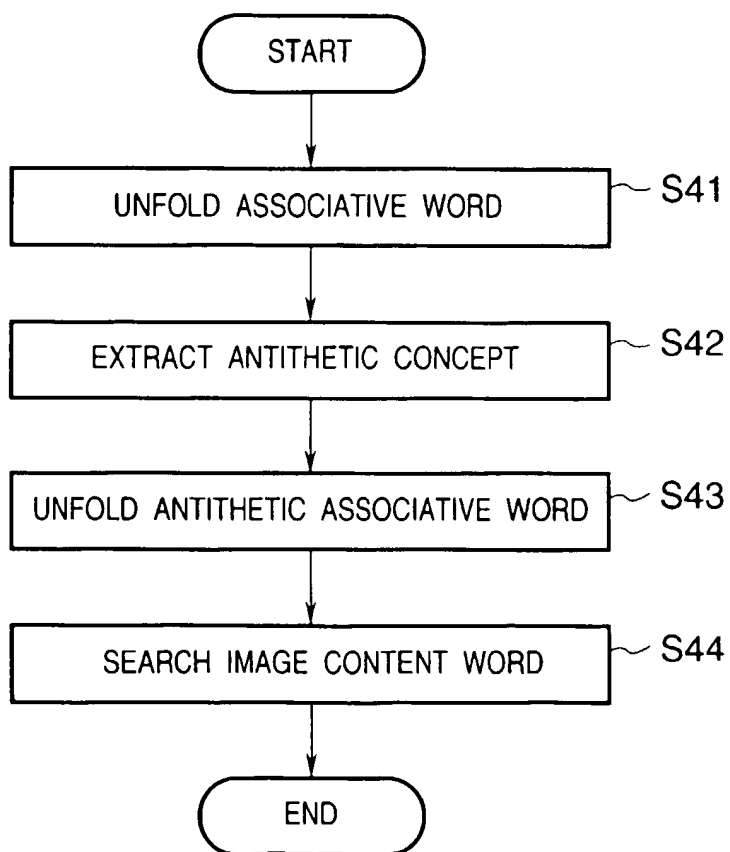 START
UNFOLD ASSOCIATIVE WORD S41
EXTRACT ANTITHETIC CONCEPT S42
UNFOLD ANTITHETIC ASSOCIATIVE WORD S43
SEARCH IMAGE CONTENT WORD S44
END